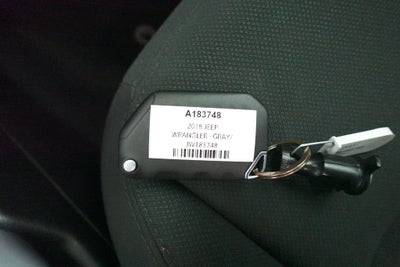 A183748
2018 JEEP
WRANGLER - GRAY/
JW183748